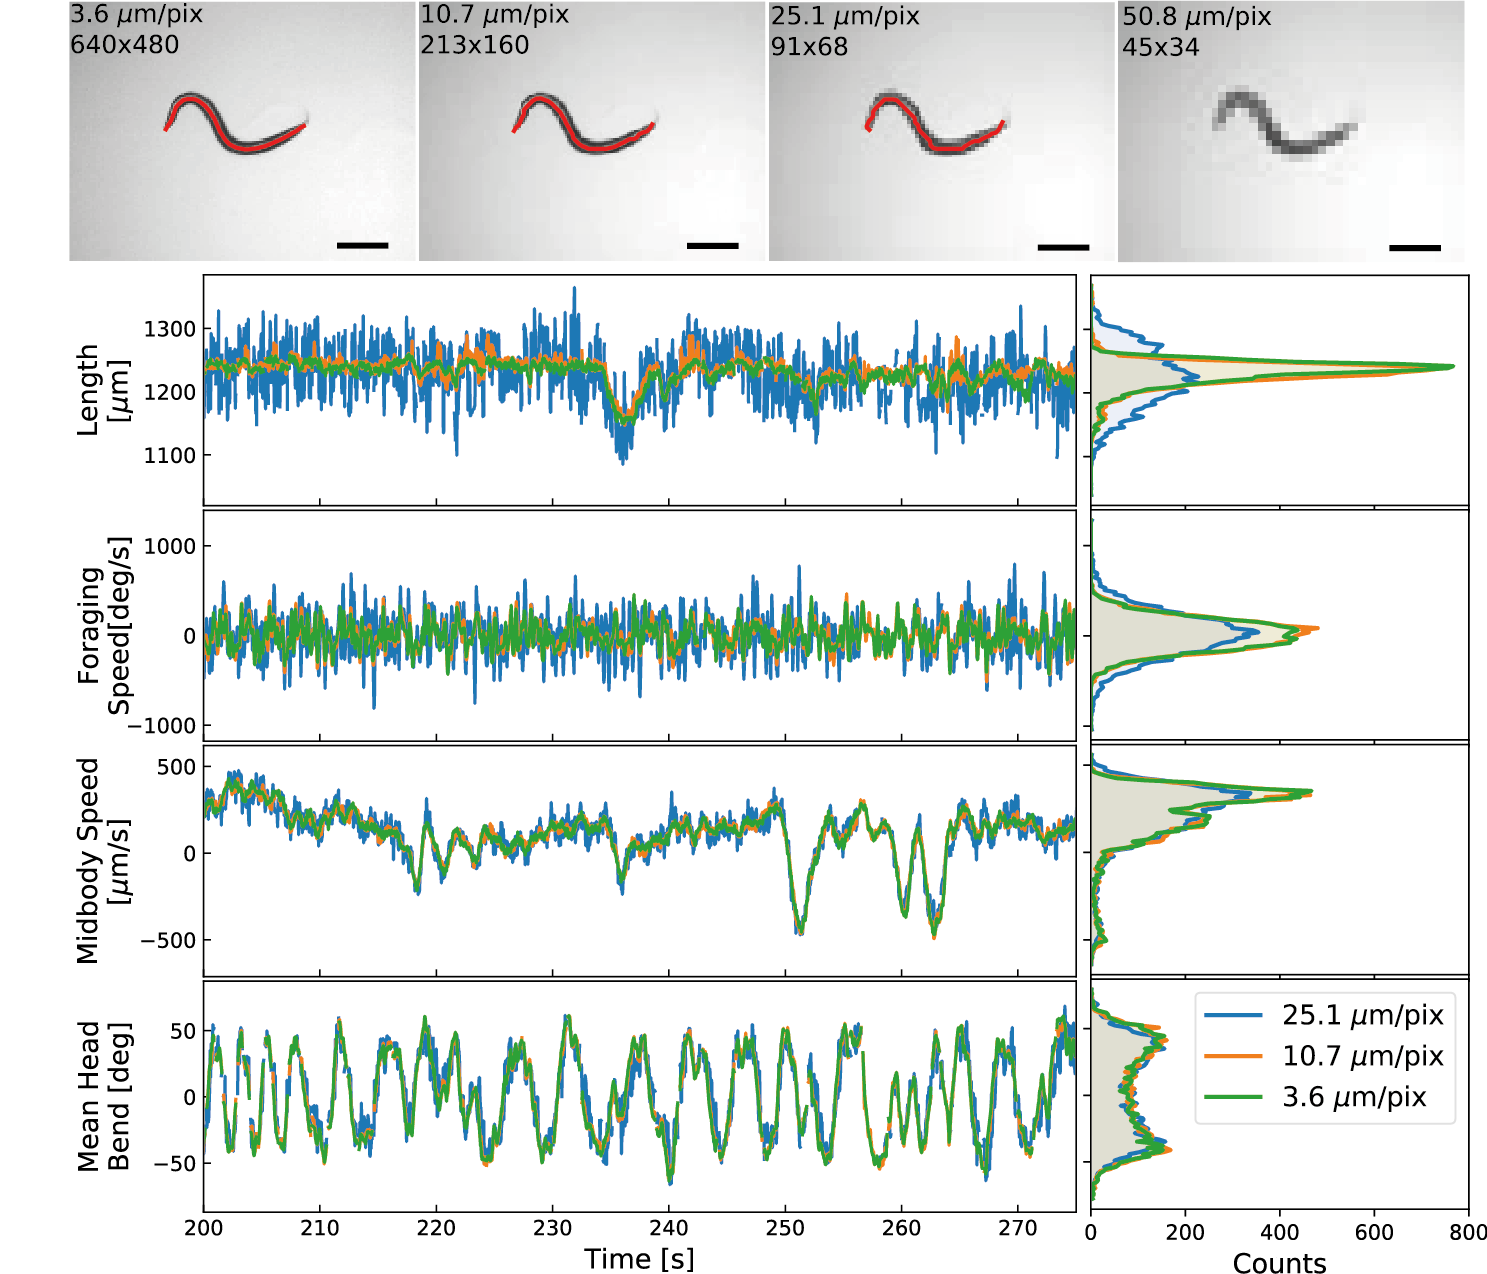 3.6 μm/pix
640x480
10.7 μm/pix
213x160
25.1 μm/pix
91x68
50.8 μm/pix
45x34
Length
[μm]
1300
1200
1100
Foraging
Speed[deg/s]
1000
0
−1000
Midbody Speed
[μm/s]
500
0
−500
Mean Head
Bend [deg]
50
0
−50
25.1 μm/pix
10.7 μm/pix
3.6 μm/pix
200 210 220 230 240 250 260 270
Time [s]
0 200 400 600 800
Counts